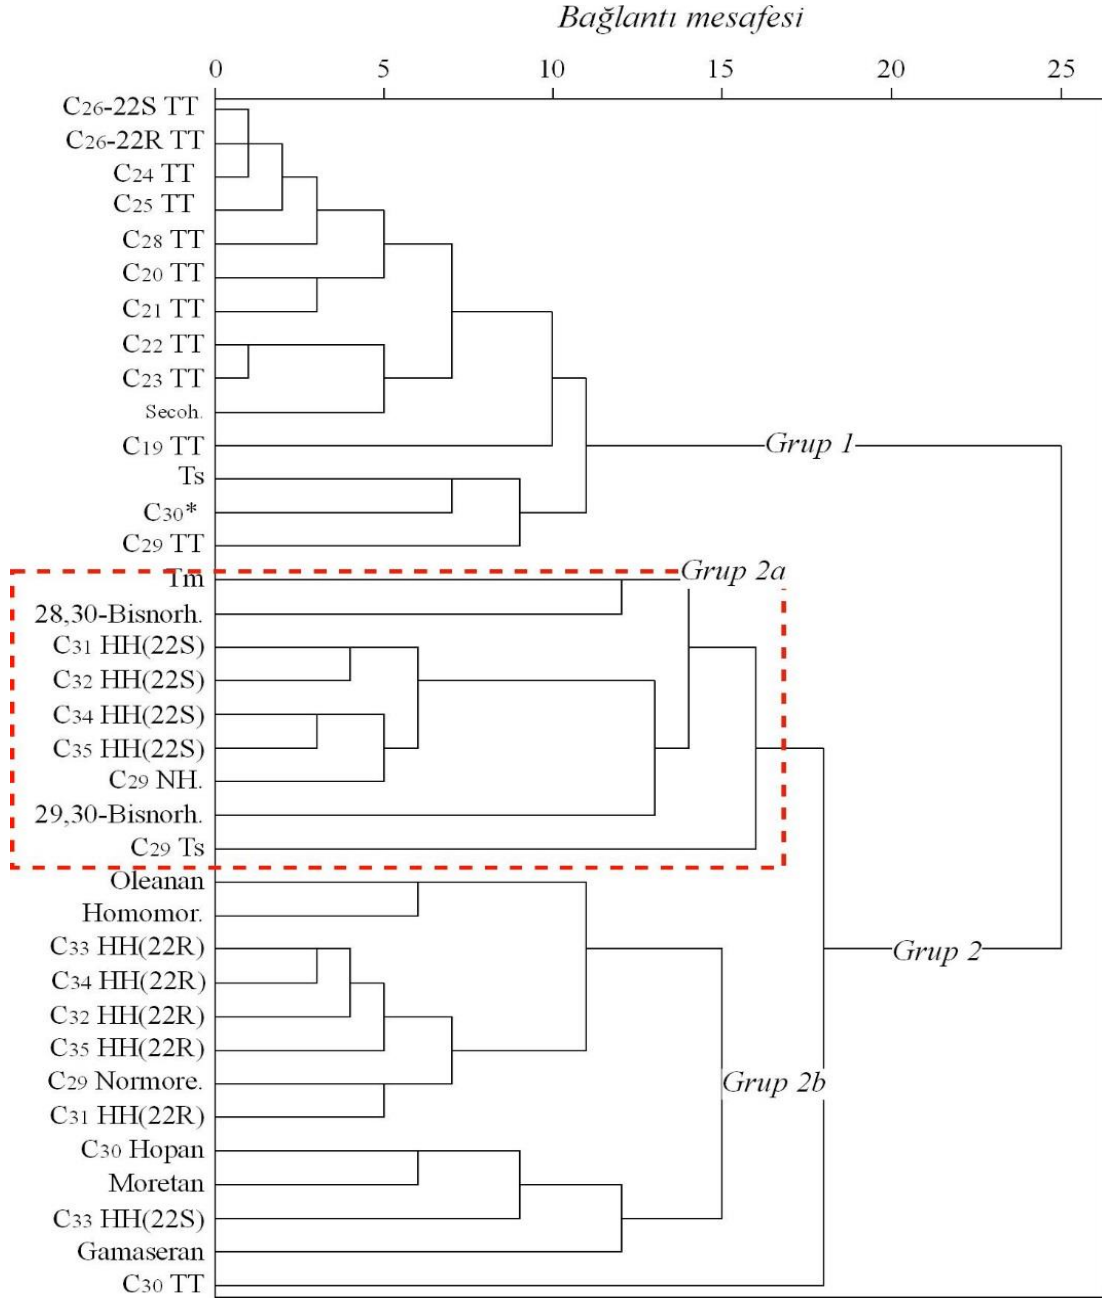 Bağlantı mesafesi
0 5 10 15 20 25
C26-22S TT
C26-22R TT
C24 TT
C25 TT
C28 TT
C20 TT
C21 TT
C22 TT
C23 TT
Secoh.
C19 TT
Grup 1
Ts
C30*
C29 TT
Tm
Grup 2a
28,30-Bisnorh.
C31 HH(22S)
C32 HH(22S)
C34 HH(22S)
C35 HH(22S)
C29 NH.
29,30-Bisnorh.
C29 Ts
Oleanan
Homomor.
C33 HH(22R)
Grup 2
C34 HH(22R)
C32 HH(22R)
C35 HH(22R)
C29 Normore.
Grup 2b
C31 HH(22R)
C30 Hopan
Moretan
C33 HH(22S)
Gamaseran
C30 TT